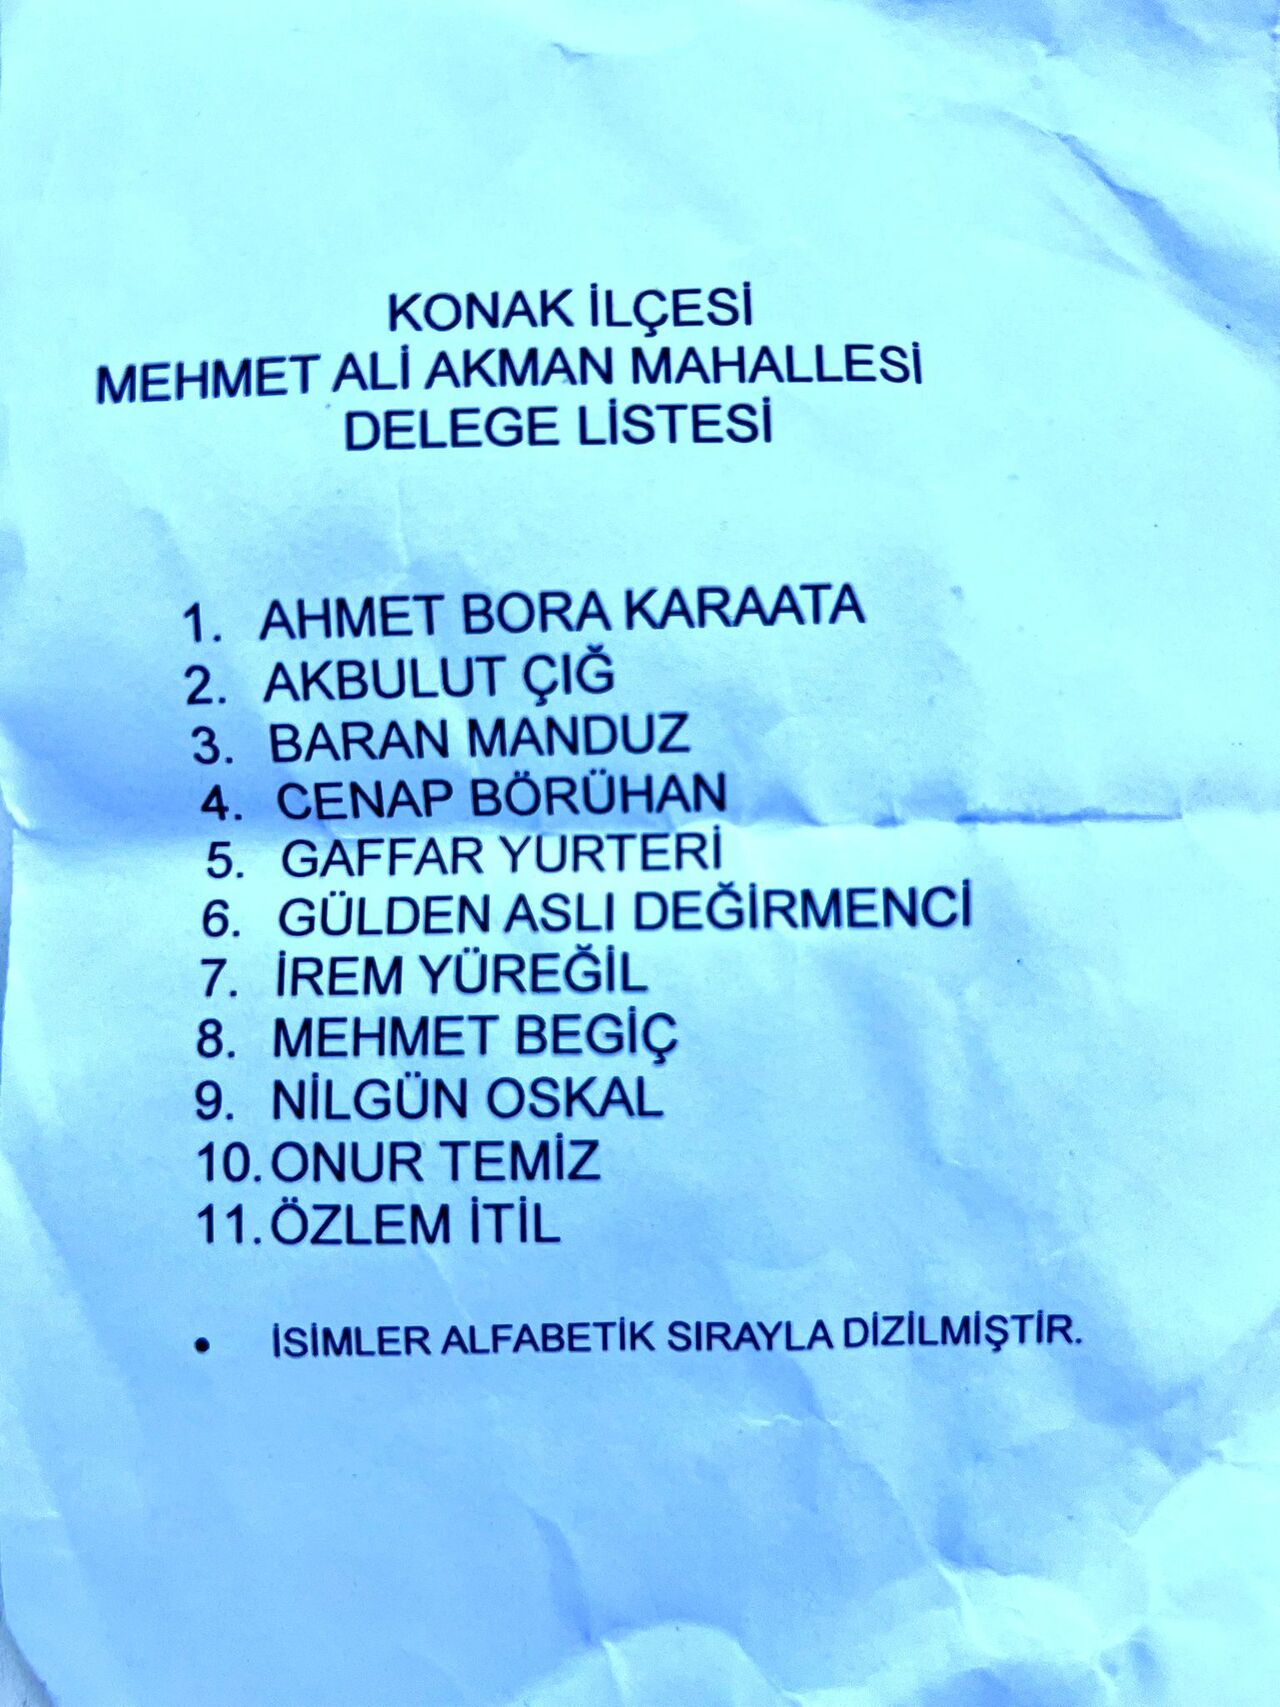 KONAK İLÇESİ
MEHMET ALİ AKMAN MAHALLESİ
DELEGE LİSTESİ
1. AHMET BORA KARAATA
2. AKBULUT ÇIĞ
3. BARAN MANDUZ
4. CENAP BÖRÜHAN
5. GAFFAR YURTERİ
6. GÜLDEN ASLI DEĞİRMENCİ
7. İREM YÜREĞİL
8. MEHMET BEGİÇ
9. NİLGÜN OSKAL
10. ONUR TEMİZ
11. ÖZLEM İTİL
• İSİMLER ALFABETİK SIRAYLA DİZİLMİŞTİR.